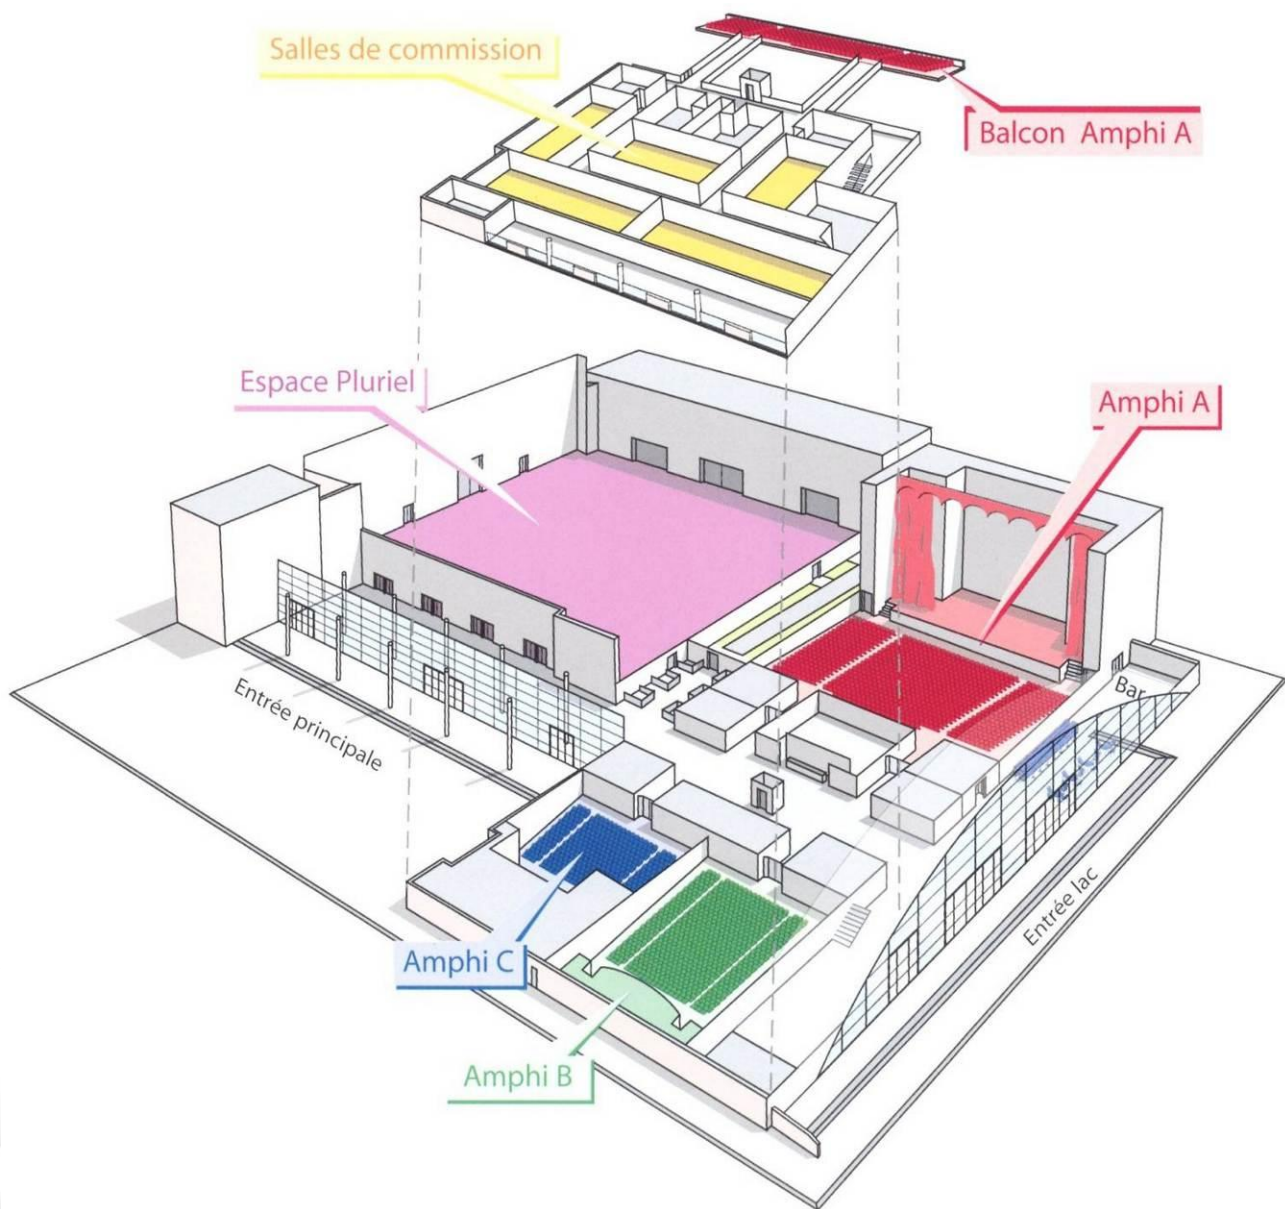 Salles de commission
Balcon Amphi A
Espace Pluriel
Amphi A
Bar
Entrée principale
Entrée lac
Amphi C
Amphi B